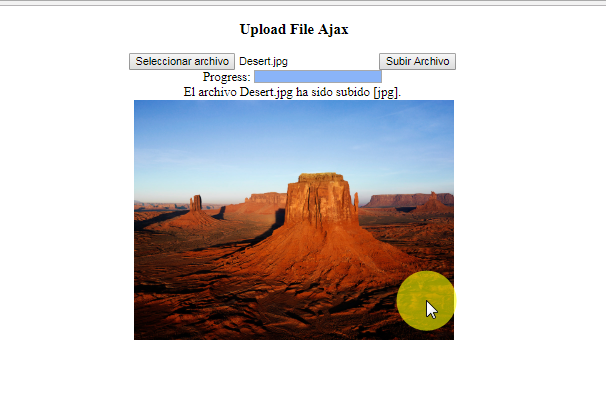 Upload File Ajax
Seleccionar archivo Desert.jpg Subir Archivo
Progress:
El archivo Desert.jpg ha sido subido [jpg].